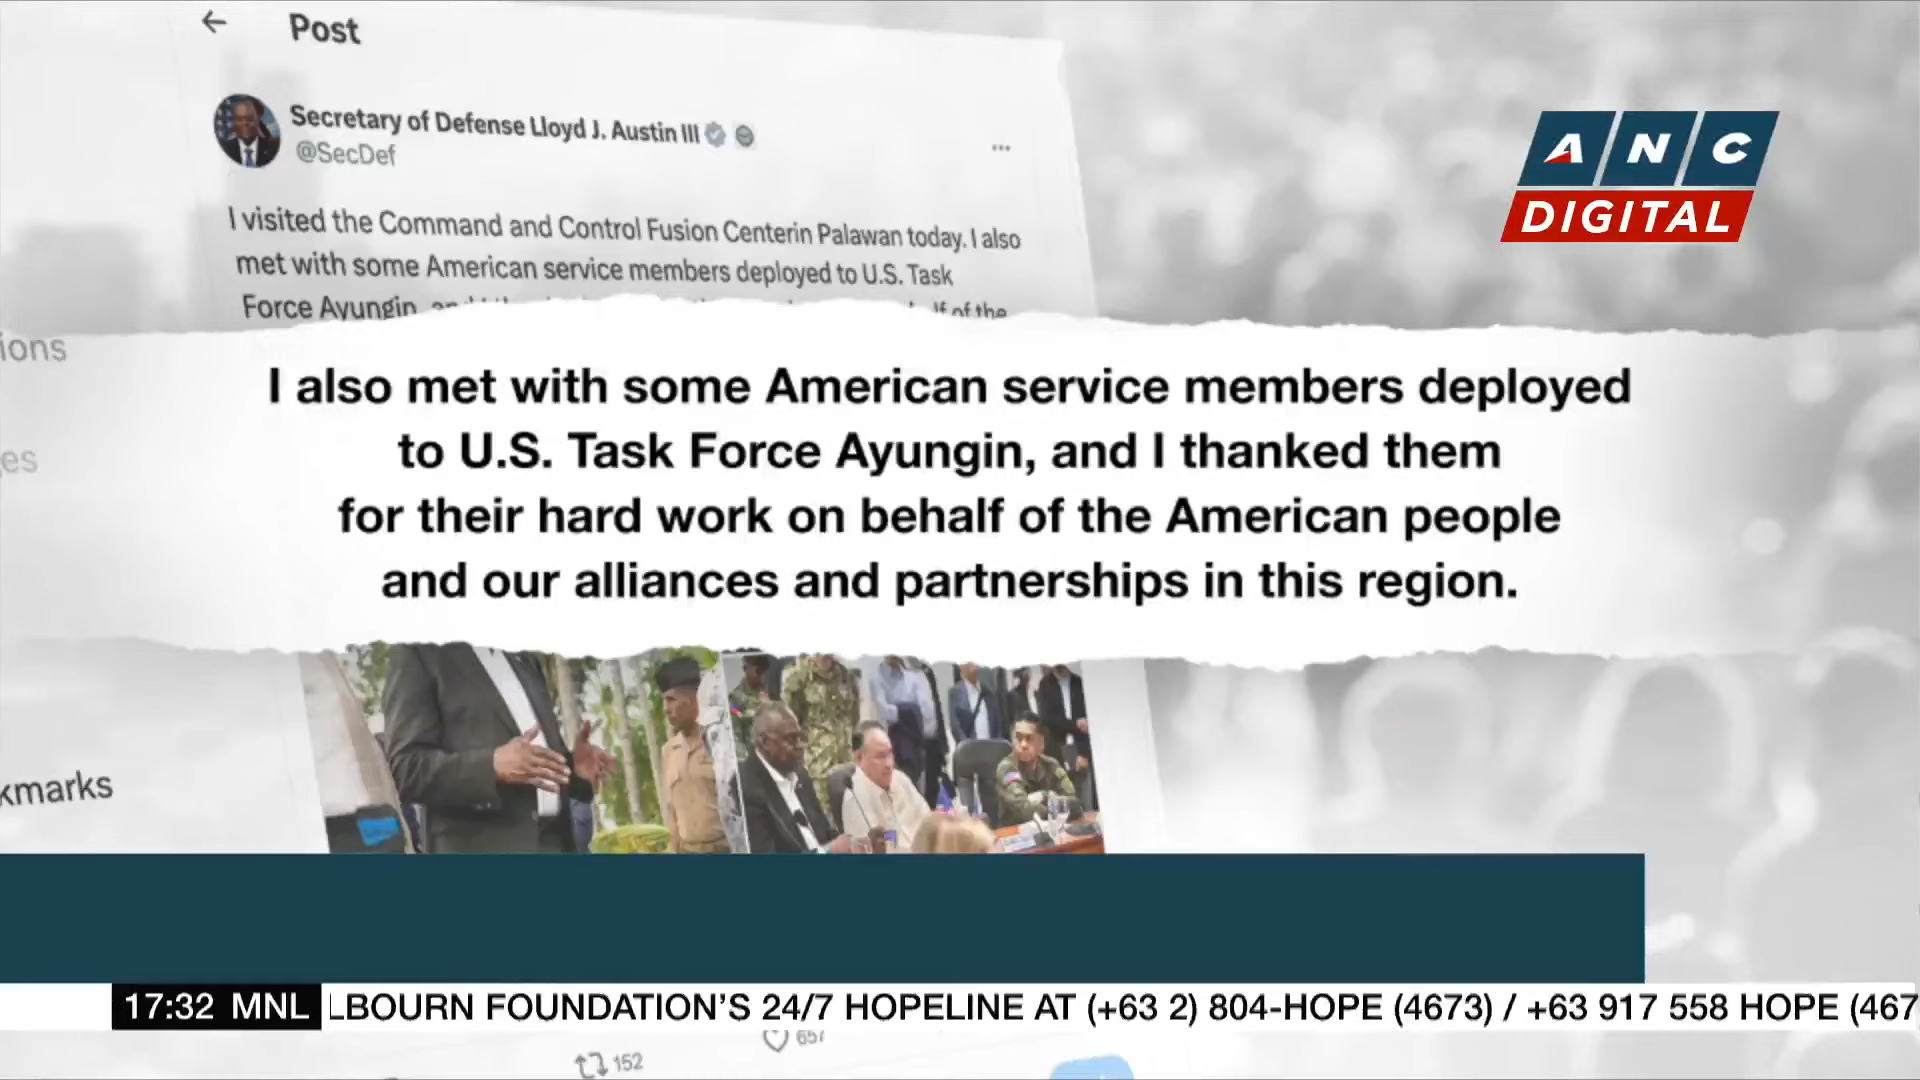 Post
Secretary of Defense Lloyd J. Austin III
@SecDef
I visited the Command and Control Fusion Centerin Palawan today. I also
met with some American service members deployed to U.S. Task
Force Ayungin, of the
ANC
DIGITAL
I also met with some American service members deployed
to U.S. Task Force Ayungin, and I thanked them
for their hard work on behalf of the American people
and our alliances and partnerships in this region.
ions
es
kmarks
17:32 MNL LBOURN FOUNDATION'S 24/7 HOPELINE AT (+63 2) 804-HOPE (4673) / +63 917 558 HOPE (467
657
152